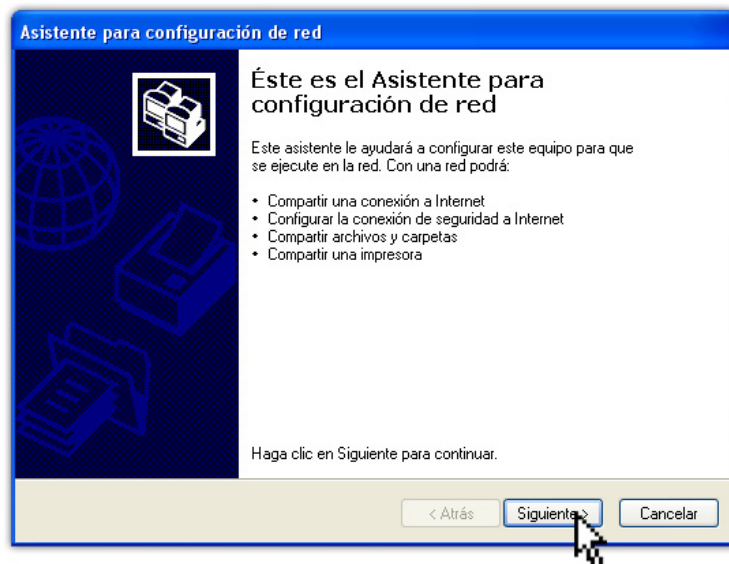 Asistente para configuración de red
Éste es el Asistente para
configuración de red
Este asistente le ayudará a configurar este equipo para que
se ejecute en la red. Con una red podrá:
• Compartir una conexión a Internet
• Configurar la conexión de seguridad a Internet
• Compartir archivos y carpetas
• Compartir una impresora
Haga clic en Siguiente para continuar.
< Atrás Siguiente > Cancelar